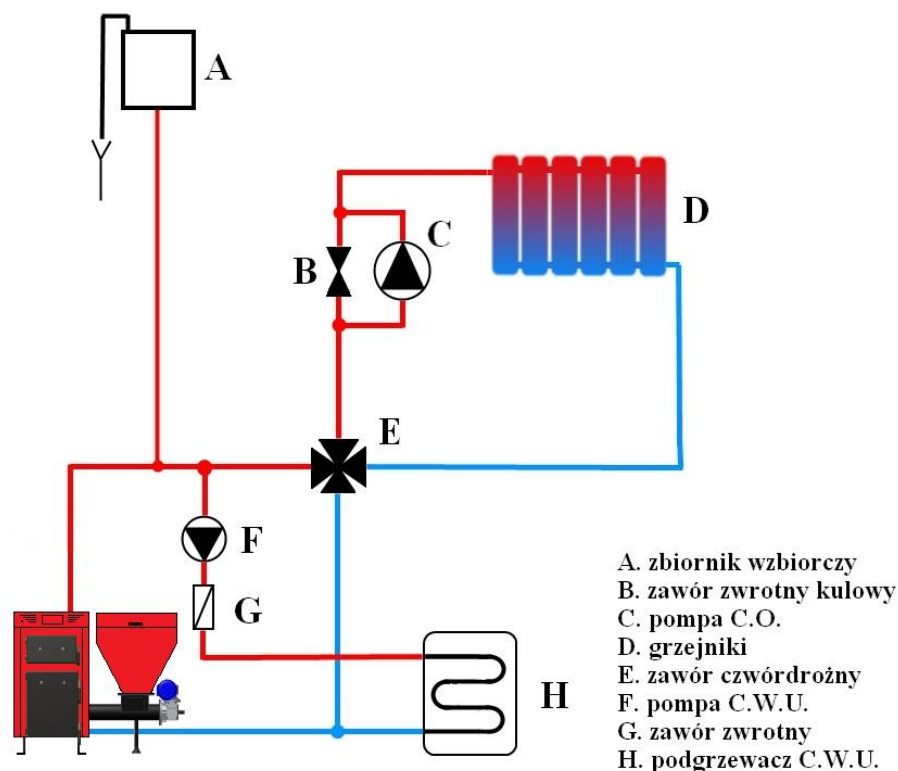 A
B
C
D
E
F
G
H
A. zbiornik wzbiorczy
B. zawór zwrotny kulowy
C. pompa C.O.
D. grzejniki
E. zawór czwórdrożny
F. pompa C.W.U.
G. zawór zwrotny
H. podgrzewacz C.W.U.